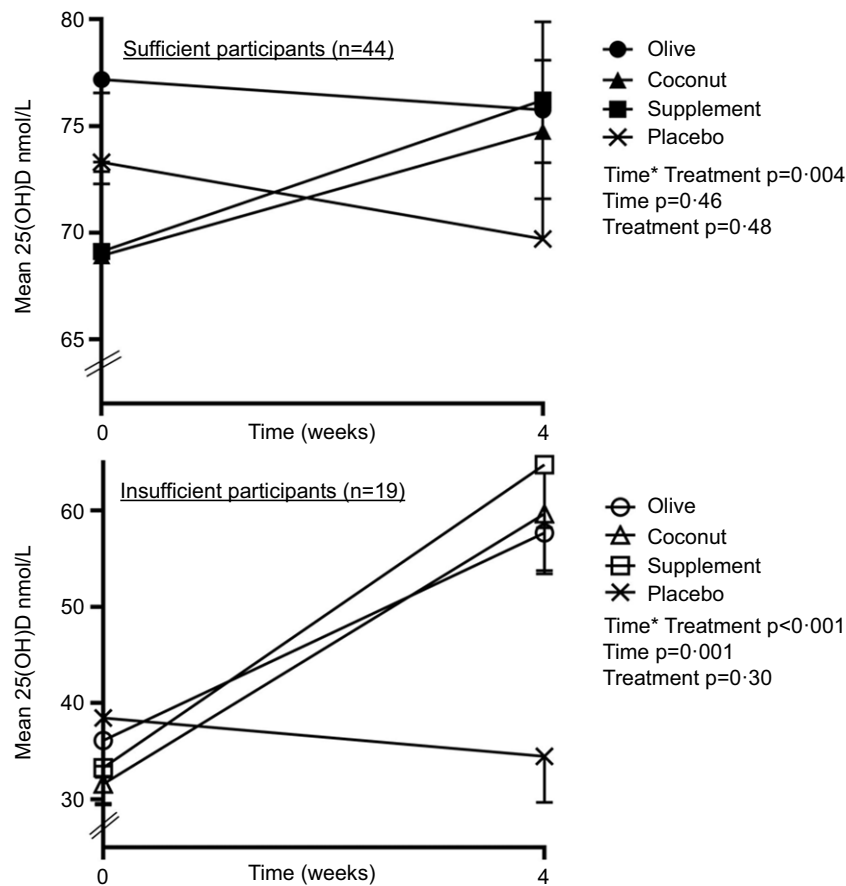 80
75
70
65
Mean 25(OH)D nmol/L
Sufficient participants (n=44)
0
Time (weeks)
4
Olive
Coconut
Supplement
Placebo
Time* Treatment p=0·004
Time p=0·46
Treatment p=0·48
60
50
40
30
Mean 25(OH)D nmol/L
Insufficient participants (n=19)
0
Time (weeks)
4
Olive
Coconut
Supplement
Placebo
Time* Treatment p<0·001
Time p=0·001
Treatment p=0·30